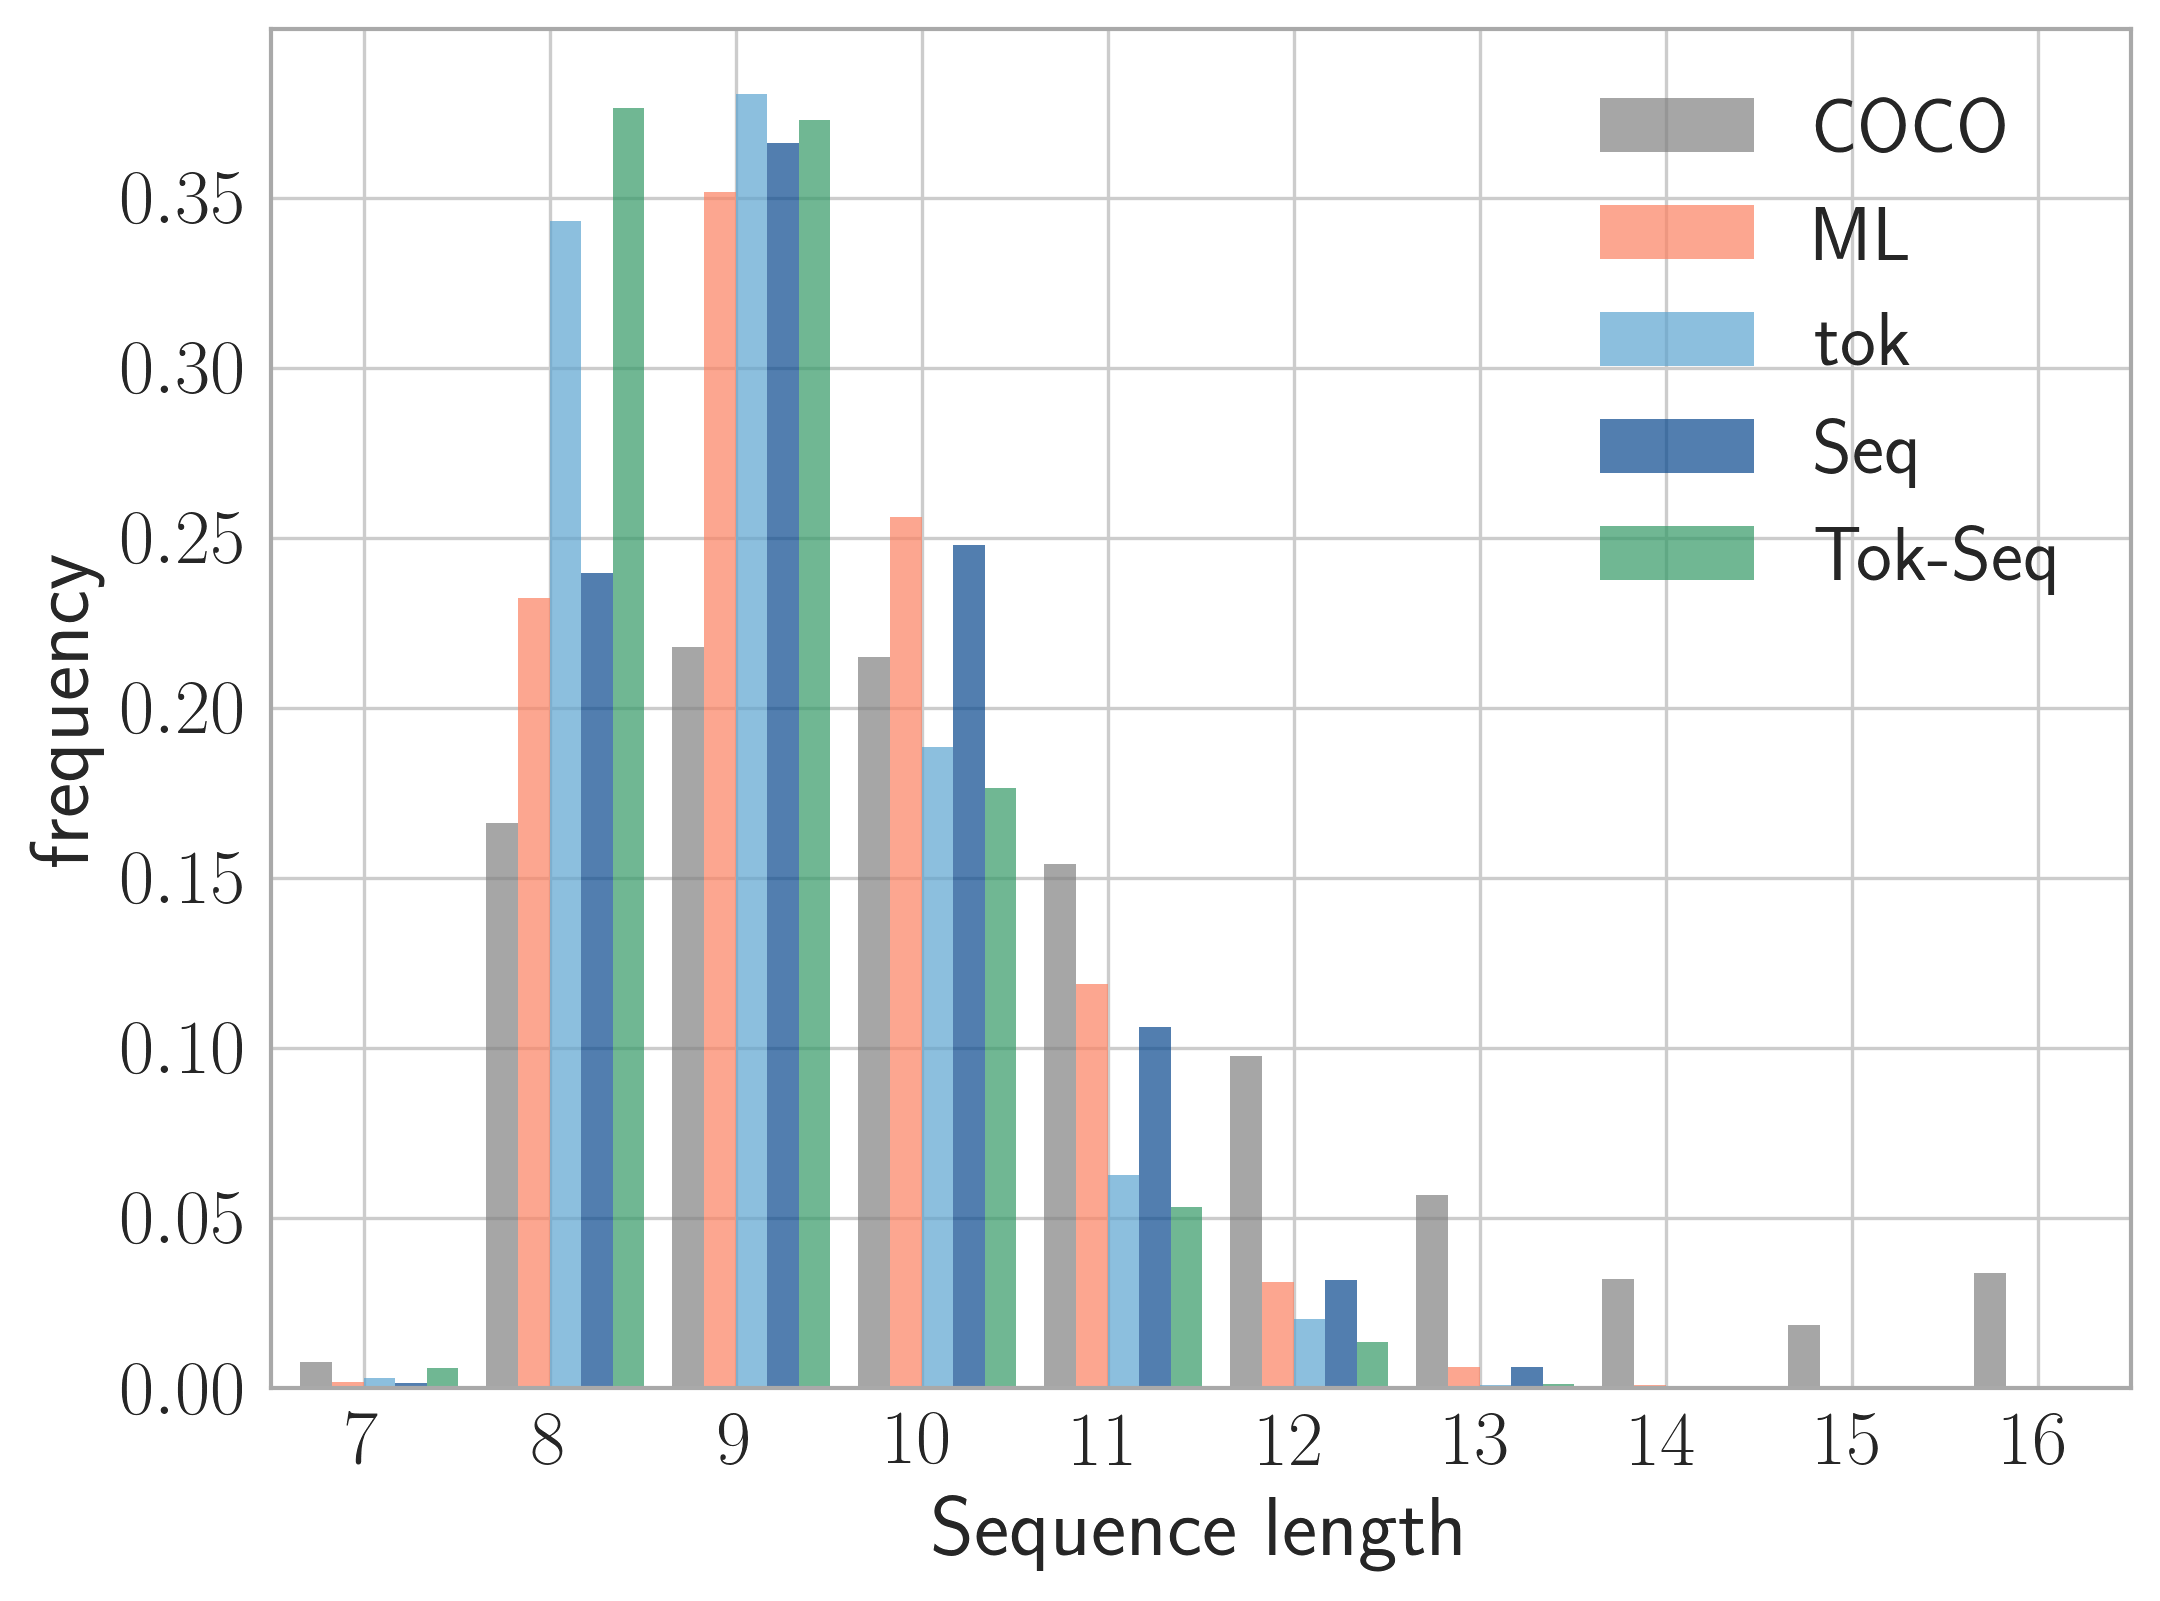 frequency
0.35
0.30
0.25
0.20
0.15
0.10
0.05
0.00
7 8 9 10 11 12 13 14 15 16
Sequence length
COCO
ML
tok
Seq
Tok-Seq